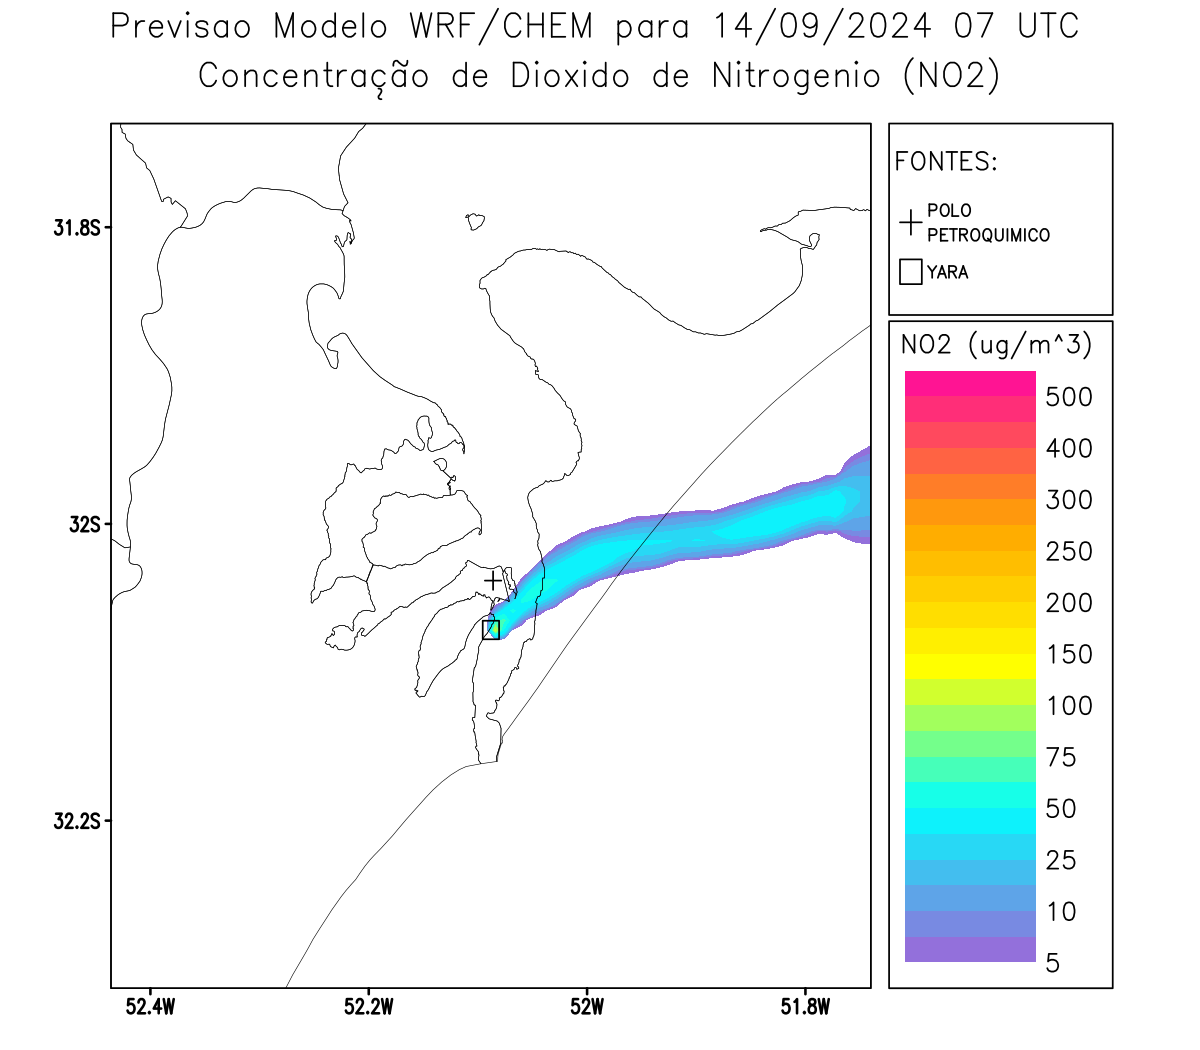 Previsao Modelo WRF/CHEM para 14/09/2024 07 UTC
Concentração de Dioxido de Nitrogenio (NO2)
FONTES:
POLO
PETROQUIMICO
YARA
NO2 (ug/m^3)
500
400
300
250
200
150
100
75
50
25
10
5
31.8S
32S
32.2S
52.4W
52.2W
52W
51.8W